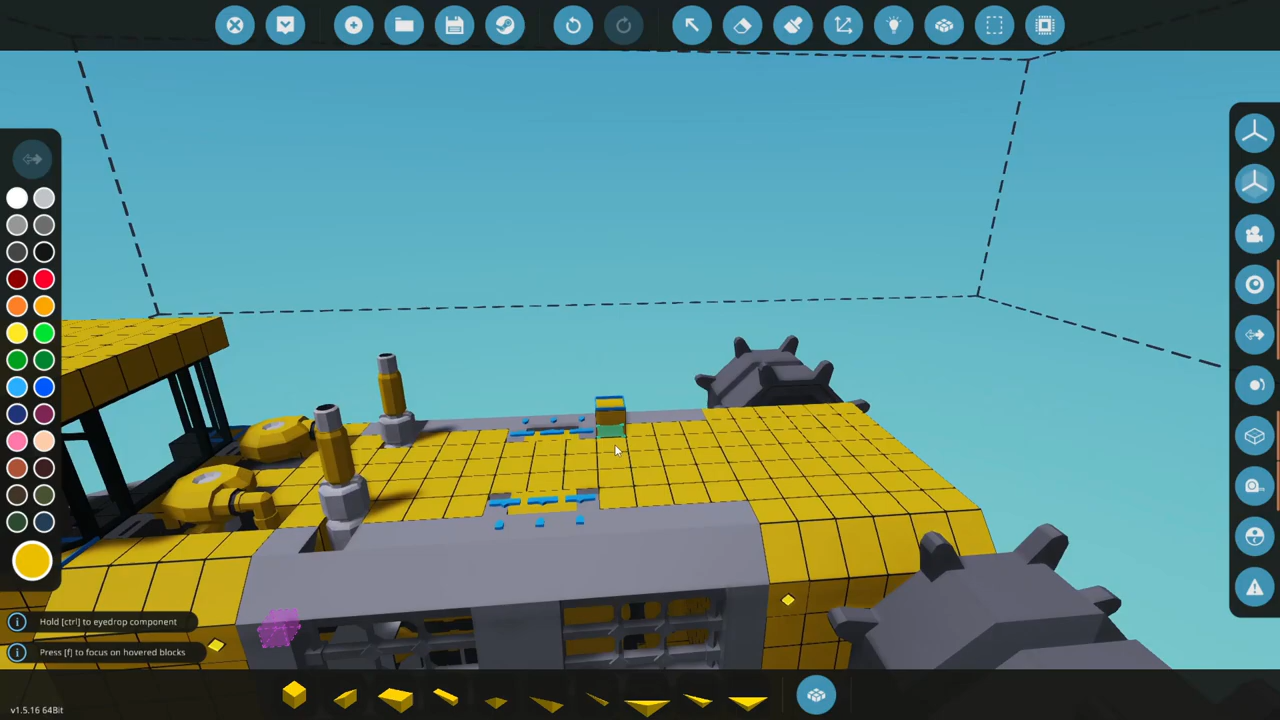 Hold [ctrl] to eyedrop component
Press [f] to focus on hovered blocks
v1.5.16 64Bit